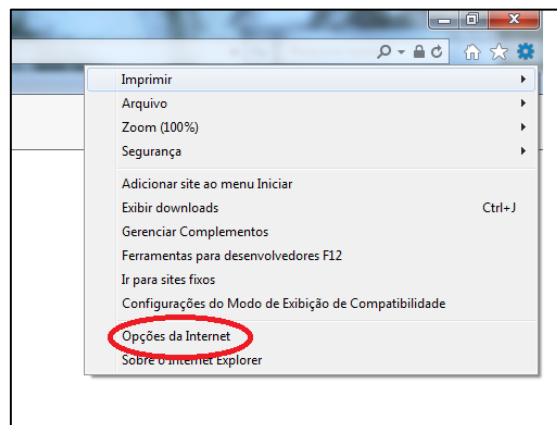 Imprimir
Arquivo
Zoom (100%)
Segurança
Adicionar site ao menu Iniciar
Exibir downloads Ctrl+J
Gerenciar Complementos
Ferramentas para desenvolvedores F12
Ir para sites fixos
Configurações do Modo de Exibição de Compatibilidade
Opções da Internet
Sobre o Internet Explorer